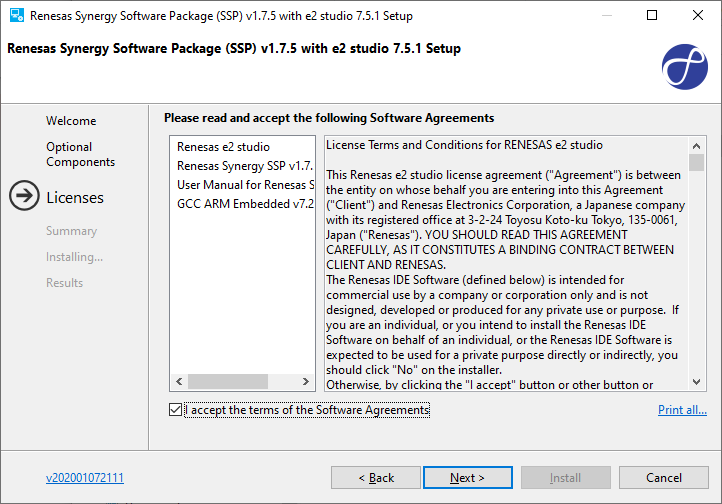 Renesas Synergy Software Package (SSP) v1.7.5 with e2 studio 7.5.1 Setup
Renesas Synergy Software Package (SSP) v1.7.5 with e2 studio 7.5.1 Setup
Welcome
Optional
Components
Licenses
Summary
Installing...
Results
Please read and accept the following Software Agreements
Renesas e2 studio
Renesas Synergy SSP v1.7.
User Manual for Renesas S
GCC ARM Embedded v7.2
License Terms and Conditions for RENESAS e2 studio
This Renesas e2 studio license agreement ("Agreement") is between
the entity on whose behalf you are entering into this Agreement
("Client") and Renesas Electronics Corporation, a Japanese company
with its registered office at 3-2-24 Toyosu Koto-ku Tokyo, 135-0061,
Japan ("Renesas"). YOU SHOULD READ THIS AGREEMENT
CAREFULLY, AS IT CONSTITUTES A BINDING CONTRACT BETWEEN
CLIENT AND RENESAS.
The Renesas IDE Software (defined below) is intended for
commercial use by a company or corporation only and is not
designed, developed or produced for any private use or purpose. If
you are an individual, or you intend to install the Renesas IDE
Software on behalf of an individual, or the Renesas IDE Software is
expected to be used for a private purpose directly or indirectly, you
should click "No" on the installer.
Otherwise, by clicking the "I accept" button or other button or
I accept the terms of the Software Agreements
Print all...
v202001072111
< Back
Next >
Install
Cancel